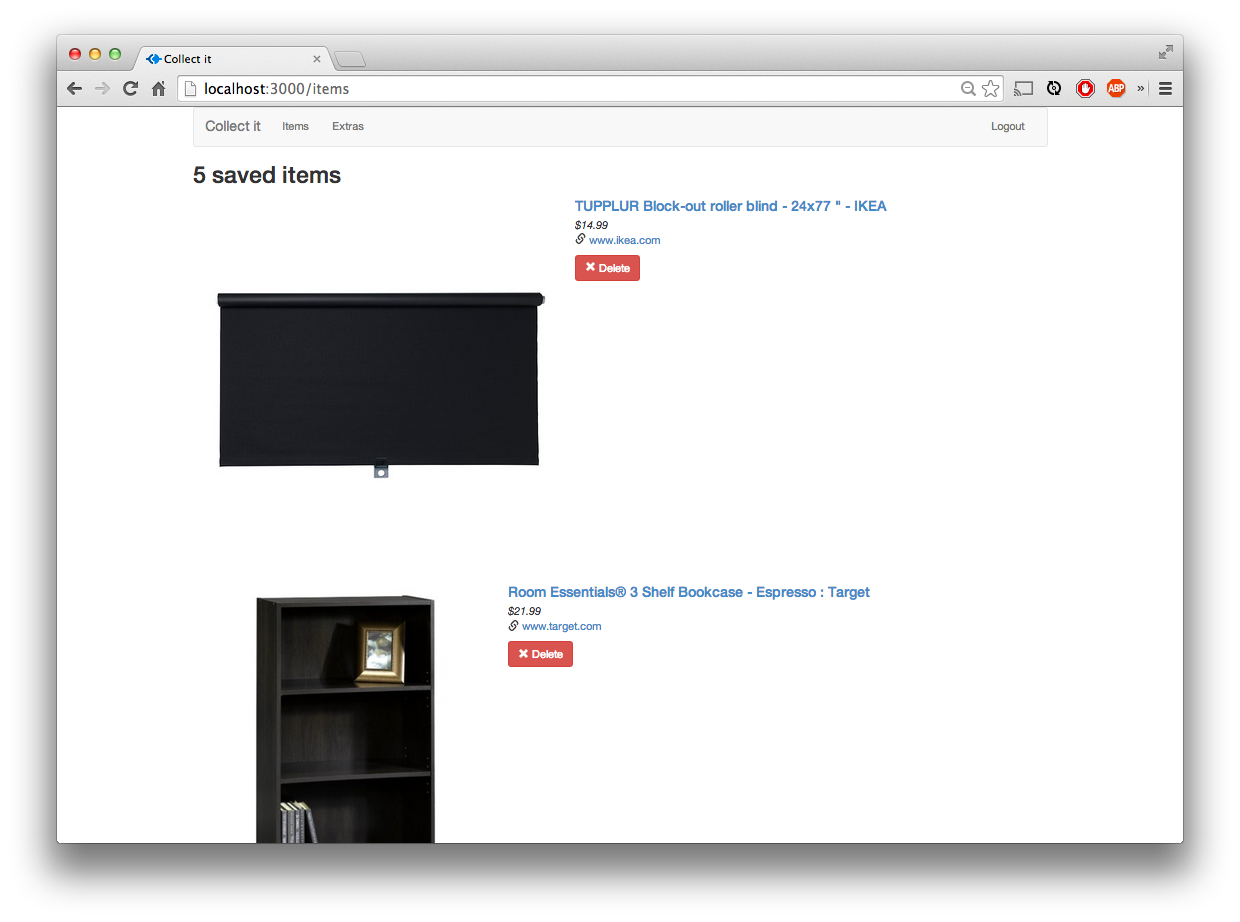 Collect it
localhost:3000/items
ABP
»
Collect it Items Extras Logout
5 saved items
TUPPLUR Block-out roller blind - 24x77 " - IKEA
$14.99
www.ikea.com
Delete
Room Essentials® 3 Shelf Bookcase - Espresso : Target
$21.99
www.target.com
Delete